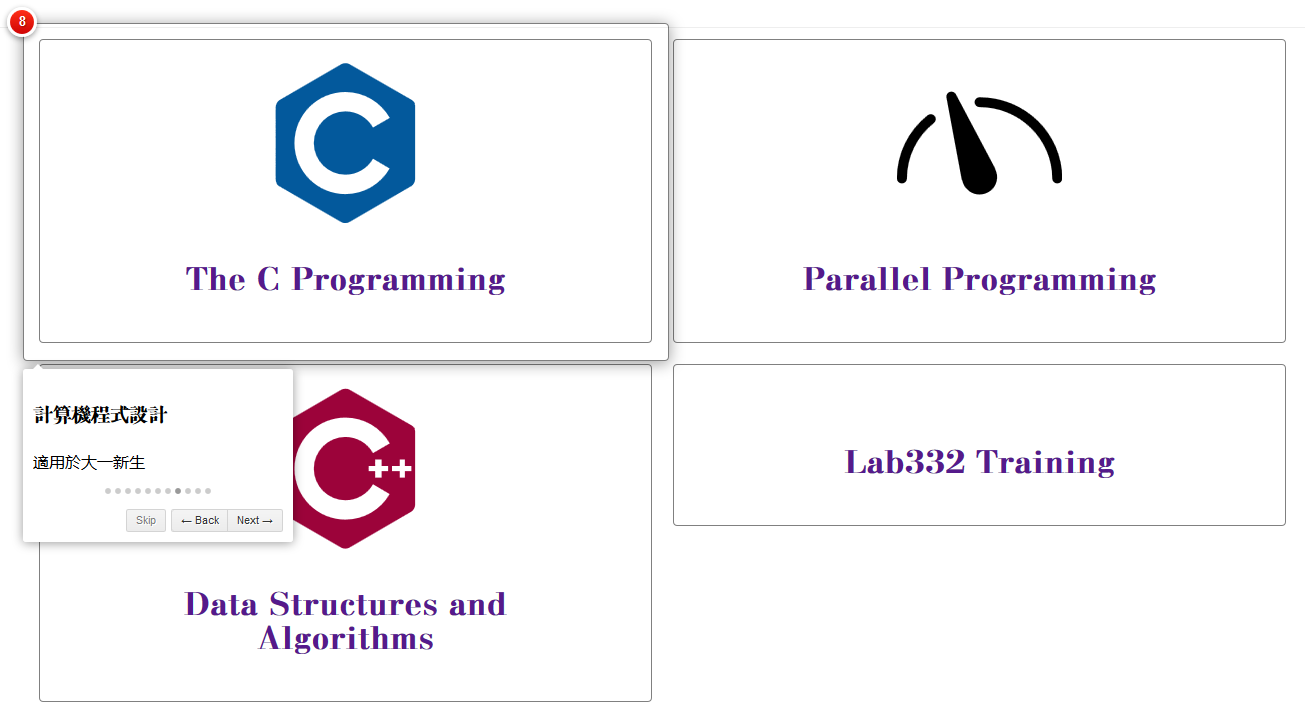 8
C
The C Programming
Parallel Programming
計算機程式設計
適用於大一新生
Skip
← Back
Next →
C++
Data Structures and
Algorithms
Lab332 Training